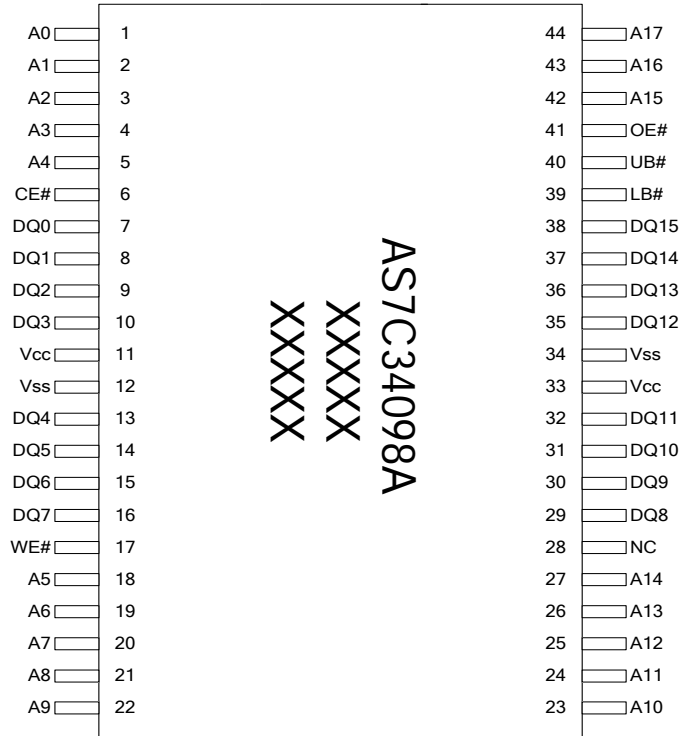 A0 1 44 A17
A1 2 43 A16
A2 3 42 A15
A3 4 41 OE#
A4 5 40 UB#
CE# 6 39 LB#
DQ0 7 38 DQ15
DQ1 8 37 DQ14
DQ2 9 36 DQ13
DQ3 10 35 DQ12
Vcc 11 34 Vss
Vss 12 33 Vcc
DQ4 13 32 DQ11
DQ5 14 31 DQ10
DQ6 15 30 DQ9
DQ7 16 29 DQ8
WE# 17 28 NC
A5 18 27 A14
A6 19 26 A13
A7 20 25 A12
A8 21 24 A11
A9 22 23 A10
AS7C34098A
XXXXX
XXXXX